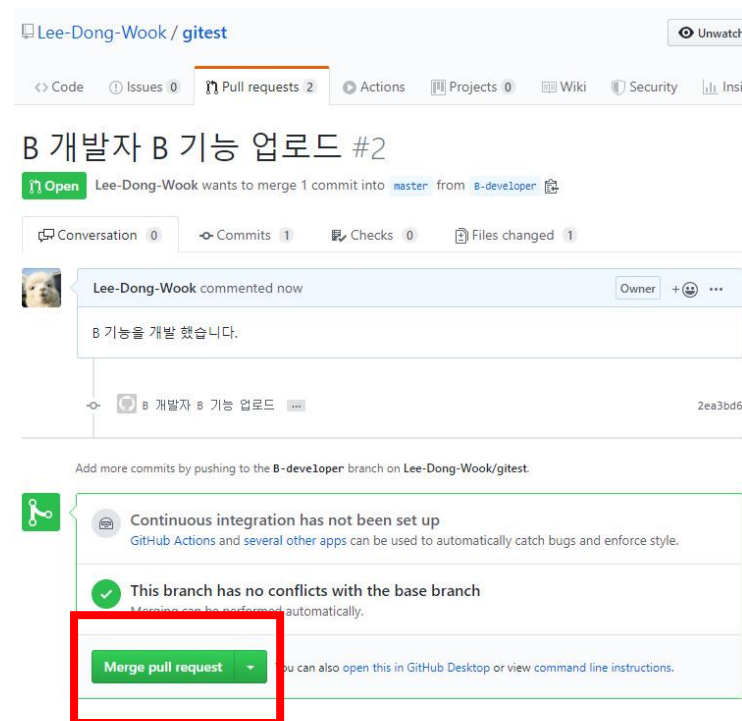 Lee-Dong-Wook / gitest
Unwatch
<> Code Issues 0 Pull requests 2 Actions Projects 0 Wiki Security
B 개발자 B 기능 업로드 #2
Open Lee-Dong-Wook wants to merge 1 commit into master from B-developer
Conversation 0 Commits 1 Checks 0 Files changed 1
Lee-Dong-Wook commented now Owner
B 기능을 개발 했습니다.
B 개발자 B 기능 업로드 2ea3bd6
Add more commits by pushing to the B-developer branch on Lee-Dong-Wook/gitest.
Continuous integration has not been set up
GitHub Actions and several other apps can be used to automatically catch bugs and enforce style.
This branch has no conflicts with the base branch
Merging can be performed automatically.
Merge pull request You can also open this in GitHub Desktop or view command line instructions.